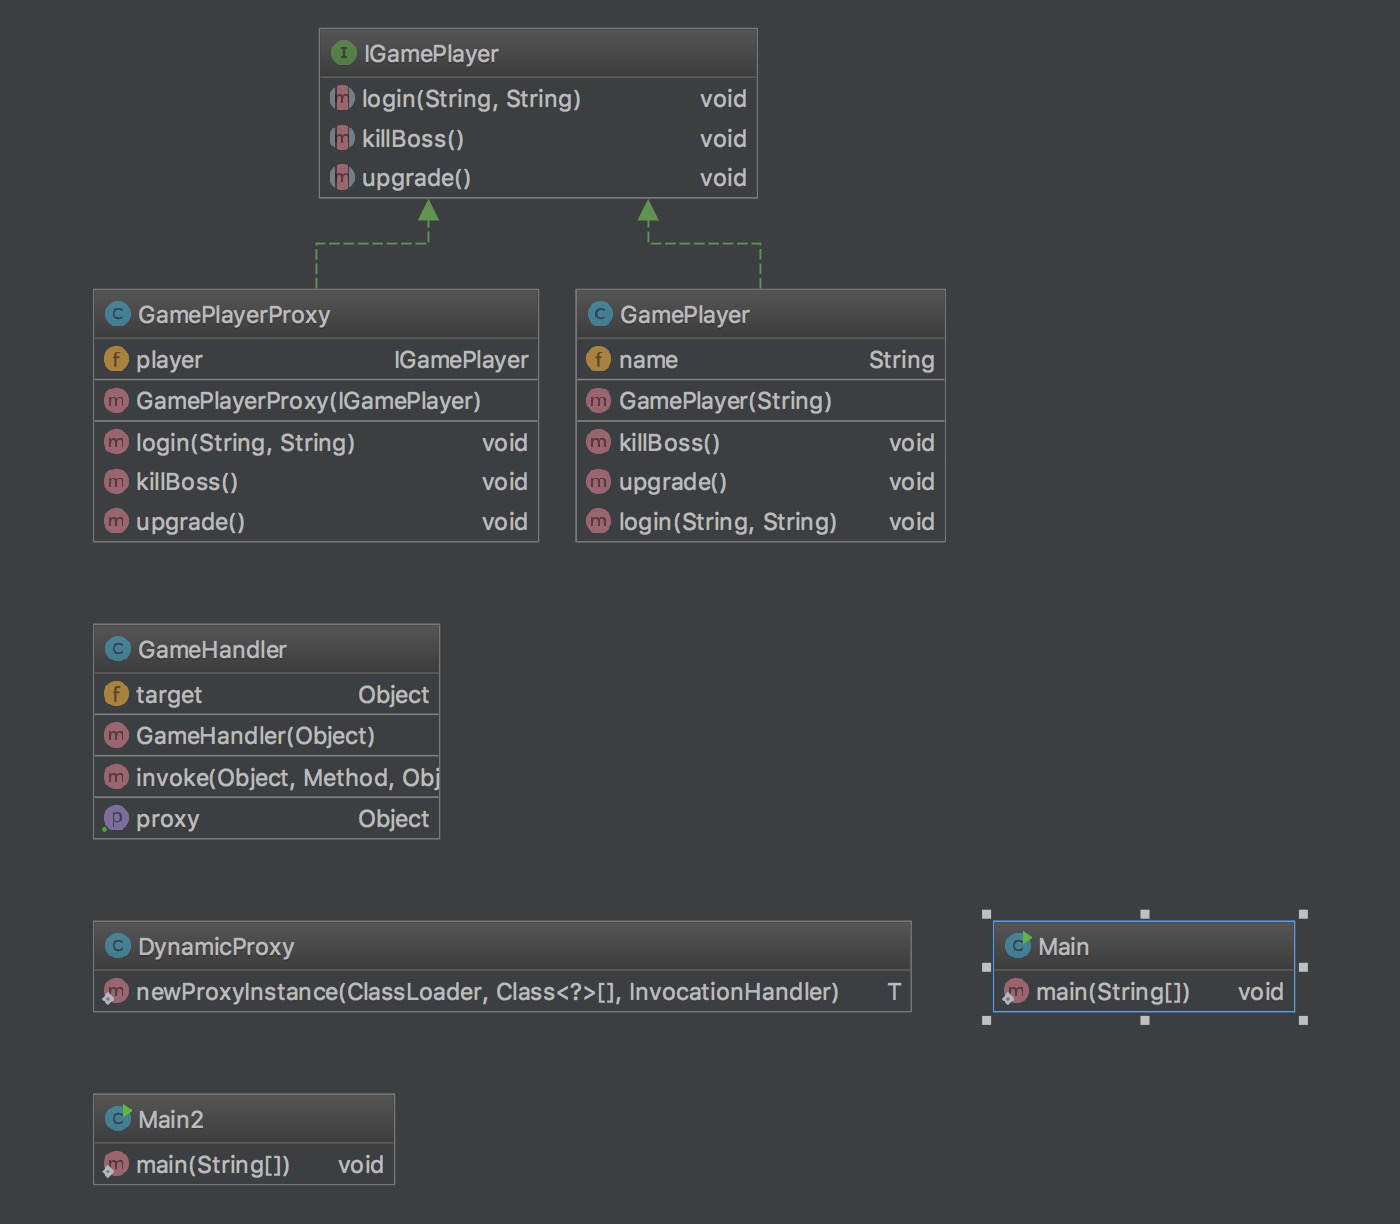 I IGamePlayer
m login(String, String) void
m killBoss() void
m upgrade() void
C GamePlayerProxy
f player IGamePlayer
m GamePlayerProxy(IGamePlayer)
m login(String, String) void
m killBoss() void
m upgrade() void
C GamePlayer
f name String
m GamePlayer(String)
m killBoss() void
m upgrade() void
m login(String, String) void
C GameHandler
f target Object
m GameHandler(Object)
m invoke(Object, Method, Obj
p proxy Object
C DynamicProxy
m newProxyInstance(ClassLoader, Class<?>[], InvocationHandler) T
C Main
m main(String[]) void
C Main2
m main(String[]) void